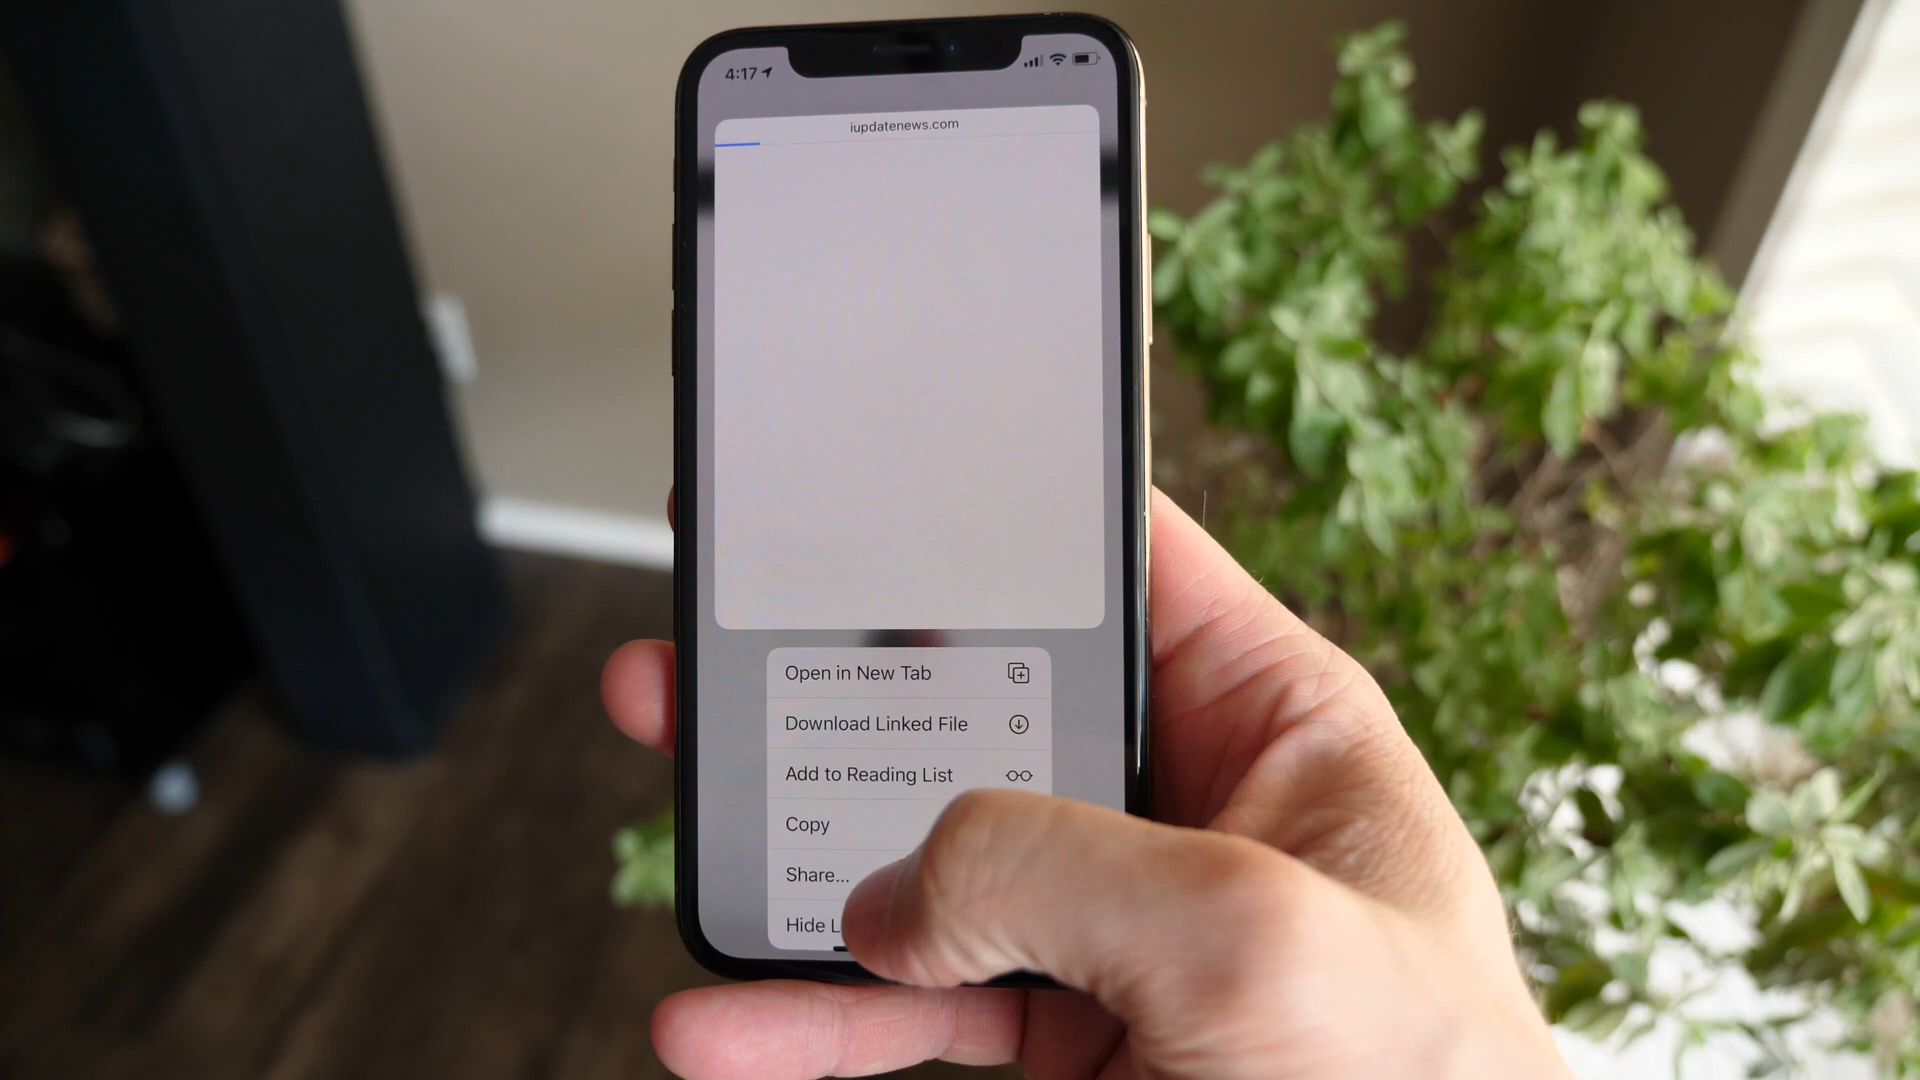 4:17
iupdatenews.com
Open in New Tab
Download Linked File
Add to Reading List
Copy
Share...
Hide